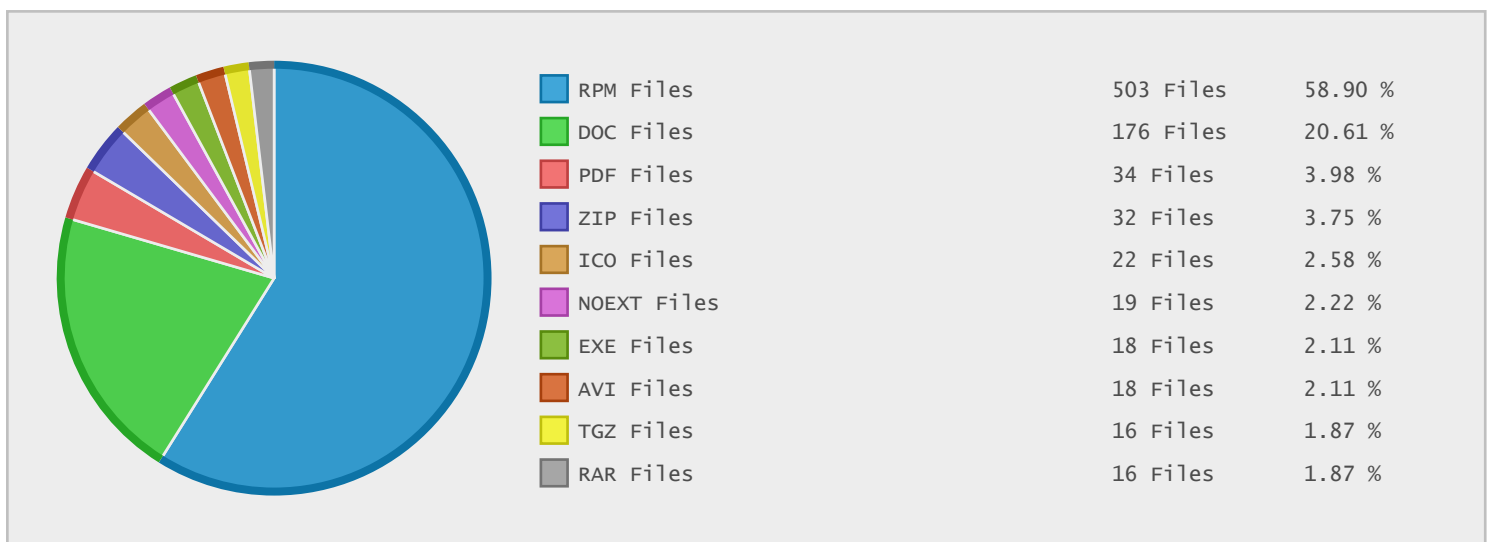 RPM Files 503 Files 58.90 %
DOC Files 176 Files 20.61 %
PDF Files 34 Files 3.98 %
ZIP Files 32 Files 3.75 %
ICO Files 22 Files 2.58 %
NOEXT Files 19 Files 2.22 %
EXE Files 18 Files 2.11 %
AVI Files 18 Files 2.11 %
TGZ Files 16 Files 1.87 %
RAR Files 16 Files 1.87 %